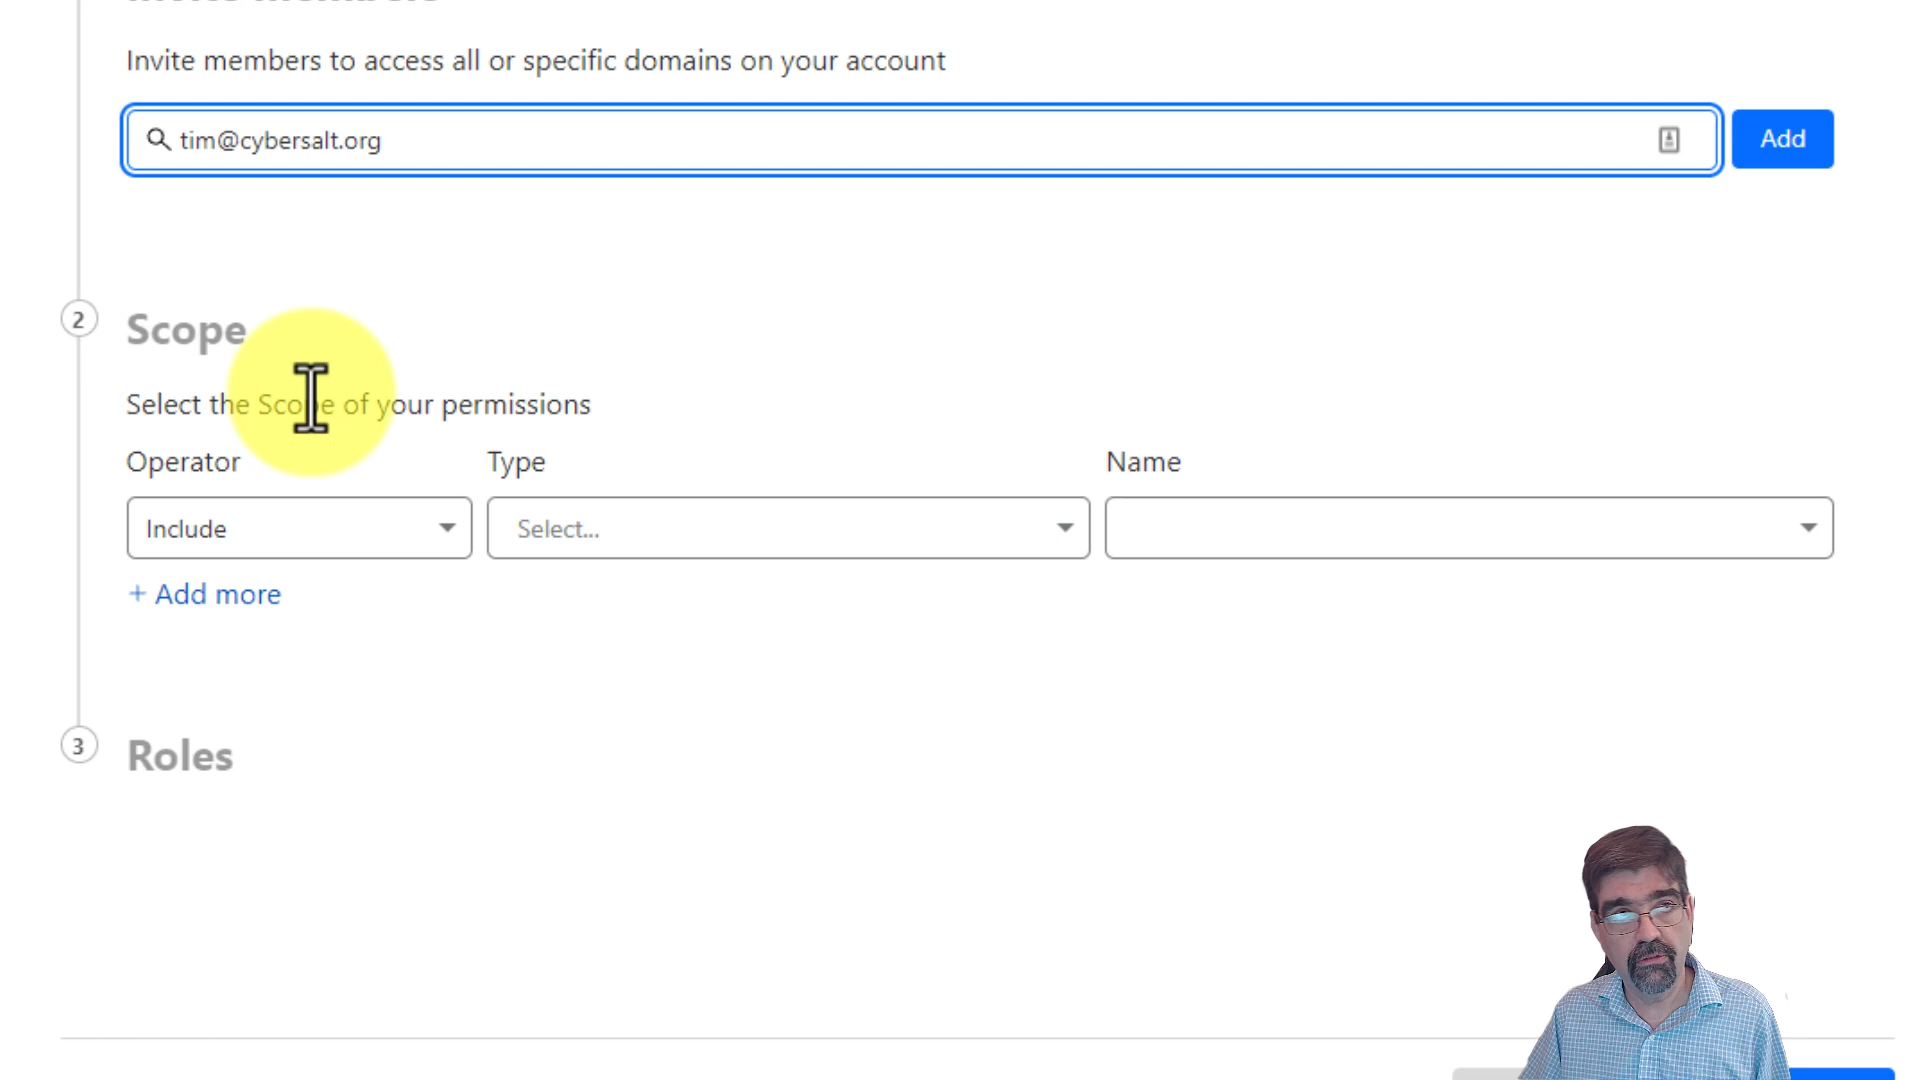 Invite members to access all or specific domains on your account
tim@cybersalt.org
Add
2
Scope
Select the Scope of your permissions
Operator
Type
Name
Include
Select...
+ Add more
3
Roles